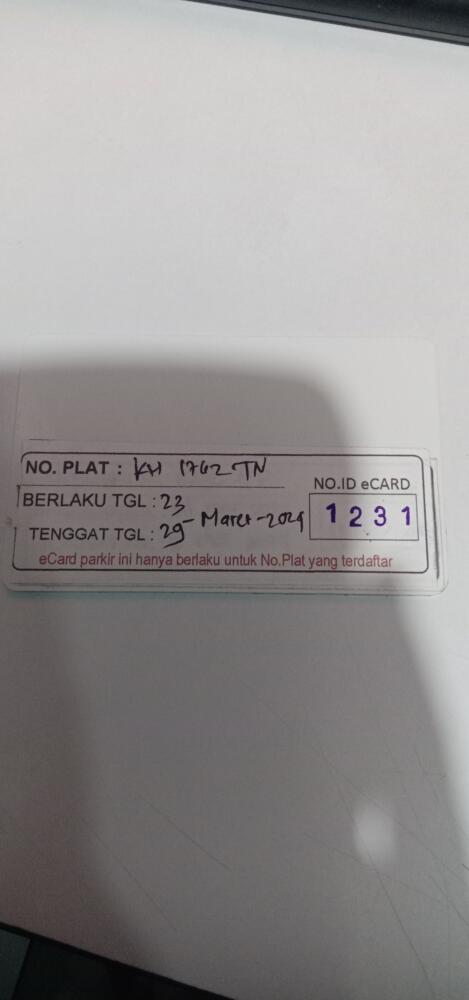 NO. PLAT : KH 1762 TN
NO.ID eCARD
BERLAKU TGL : 23
1 2 3 1
TENGGAT TGL : 29 - Maret - 2024
eCard parkir ini hanya berlaku untuk No.Plat yang terdaftar